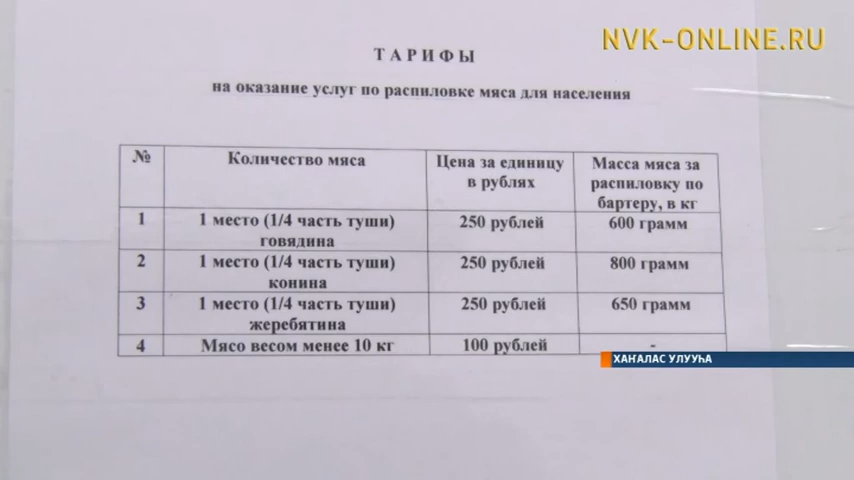 NVK-ONLINE.RU
ТАРИФЫ
на оказание услуг по распиловке мяса для населения
№ Количество мяса Цена за единицу в рублях Масса мяса за распиловку по бартеру, в кг
1 1 место (1/4 часть туши) говядина 250 рублей 600 грамм
2 1 место (1/4 часть туши) конина 250 рублей 800 грамм
3 1 место (1/4 часть туши) жеребятина 250 рублей 650 грамм
4 Мясо весом менее 10 кг 100 рублей -
ХАҤАЛАС УЛУУҺА